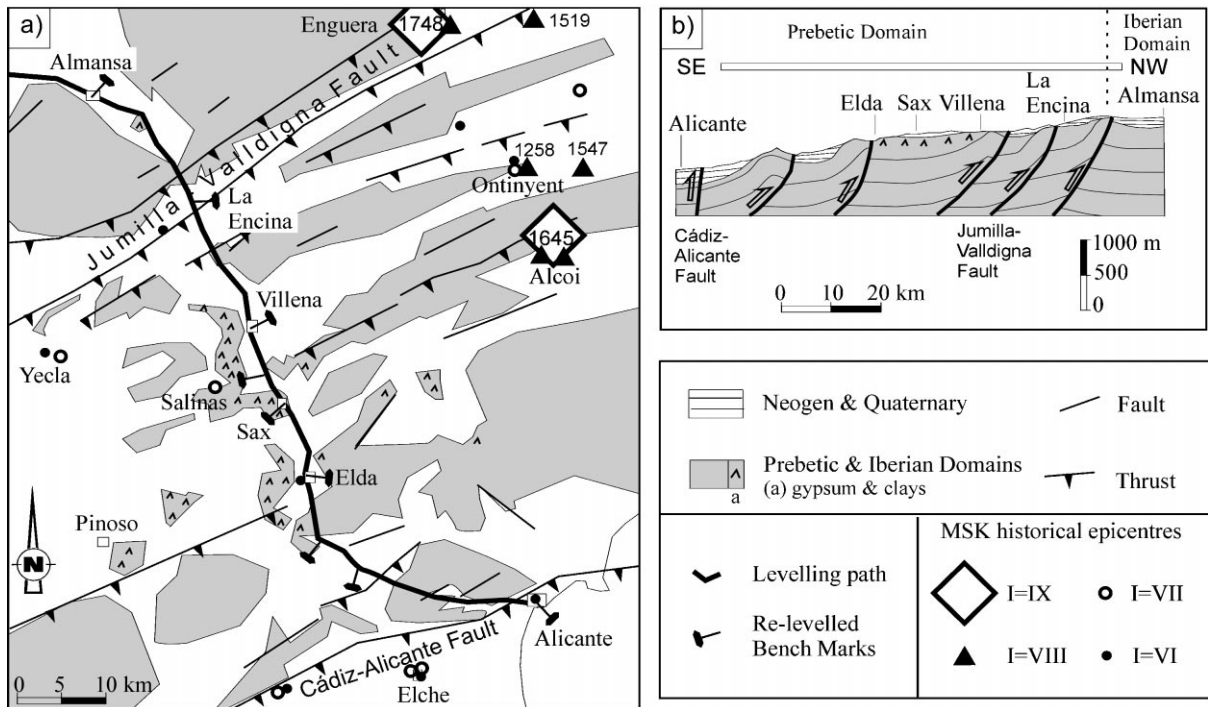 a)
Enguera
1748
1519
Almansa
Jumilla - Valldigna Fault
1258
1547
Ontinyent
La
Encina
1645
Alcoi
Villena
Yecla
Salinas
Sax
Elda
Pinoso
N
Alicante
Cádiz-Alicante Fault
Elche
0 5 10 km
b)
Prebetic Domain
Iberian
Domain
SE
NW
La
Encina
Elda Sax Villena
Almansa
Alicante
Cádiz-
Alicante
Fault
Jumilla-
Valldigna
Fault
1000 m
500
0
0 10 20 km
Neogen & Quaternary
Fault
Prebetic & Iberian Domains
(a) gypsum & clays
a
Thrust
Levelling path
Re-levelled
Bench Marks
MSK historical epicentres
I=IX
I=VII
I=VIII
I=VI